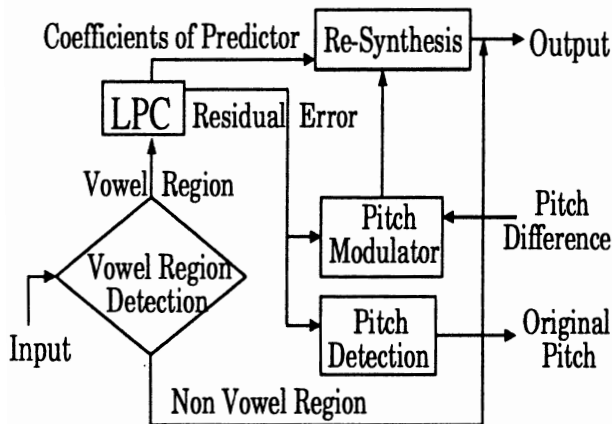 Coefficients of Predictor
Re-Synthesis
Output
LPC
Residual Error
Vowel Region
Pitch
Modulator
Pitch
Difference
Vowel Region
Detection
Input
Pitch
Detection
Original
Pitch
Non Vowel Region